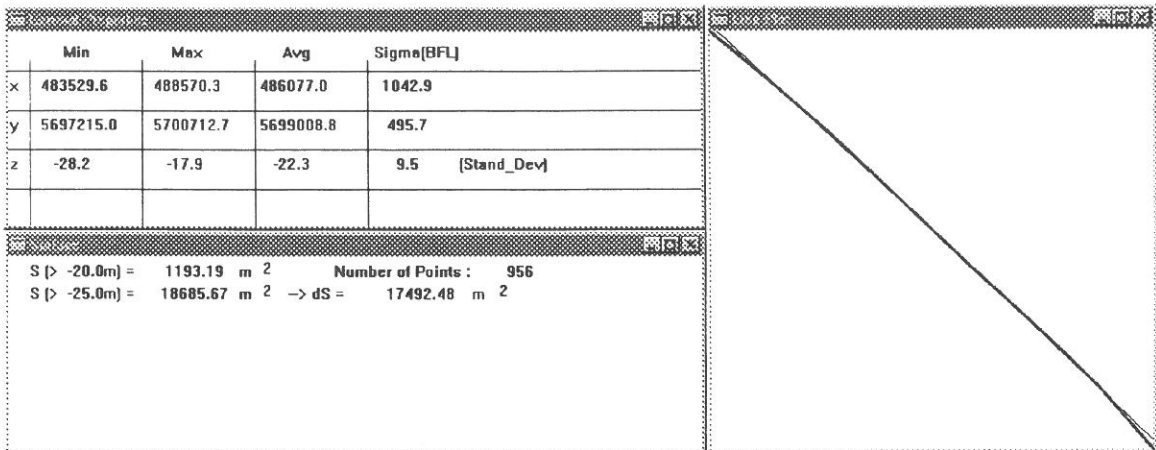 Min Max Avg Sigma(BFL)
x 483529.6 488570.3 486077.0 1042.9
y 5697215.0 5700712.7 5699008.8 495.7
z -28.2 -17.9 -22.3 9.5 (Stand_Dev)
S (> -20.0m) = 1193.19 m 2 Number of Points : 956
S (> -25.0m) = 18685.67 m 2 -> dS = 17492.48 m 2